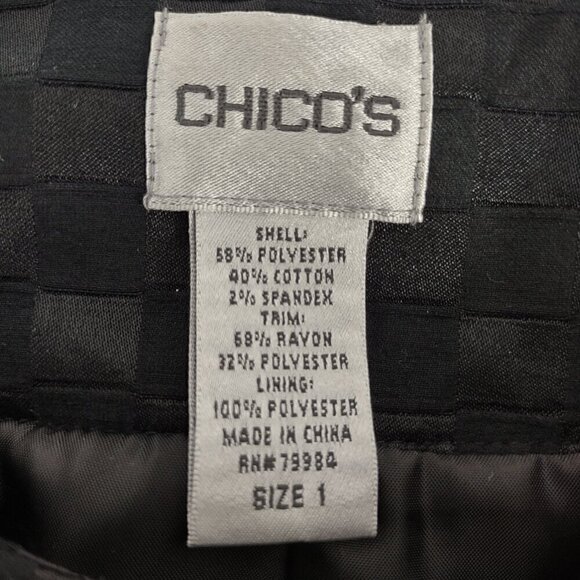 CHICO'S
SHELL:
58% POLYESTER
40% COTTON
2% SPANDEX
TRIM:
68% RAYON
32% POLYESTER
LINING:
100% POLYESTER
MADE IN CHINA
RN# 79984
SIZE 1